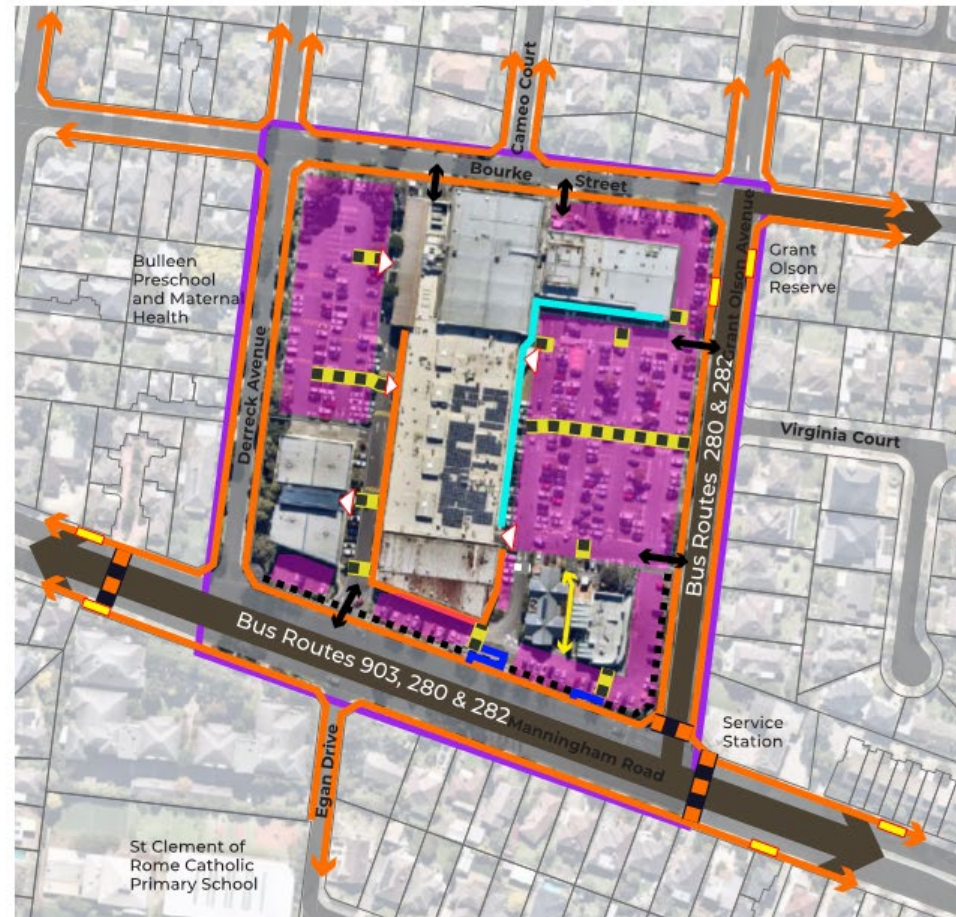 Cameo Court
Bourke
Street
Bulleen
Preschool
and Maternal
Health
Grant
Olson
Reserve
Grant Olson Avenue
Derreck Avenue
Virginia Court
Bus Routes 280 & 282
Bus Routes 903, 280 & 282
Manningham Road
Service
Station
Egan Drive
St Clement of
Rome Catholic
Primary School